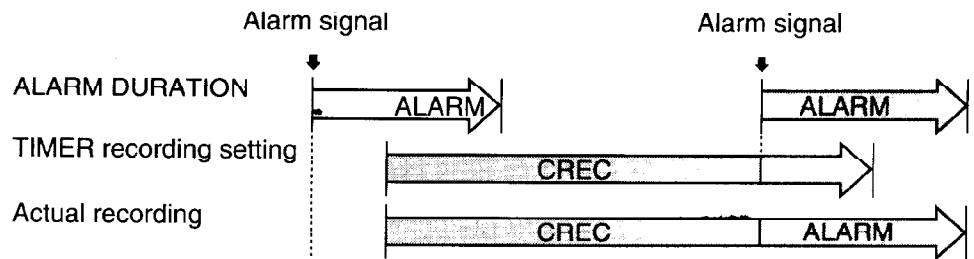 Alarm signal Alarm signal
ALARM DURATION ALARM ALARM
TIMER recording setting
CREC
Actual recording
CREC ALARM